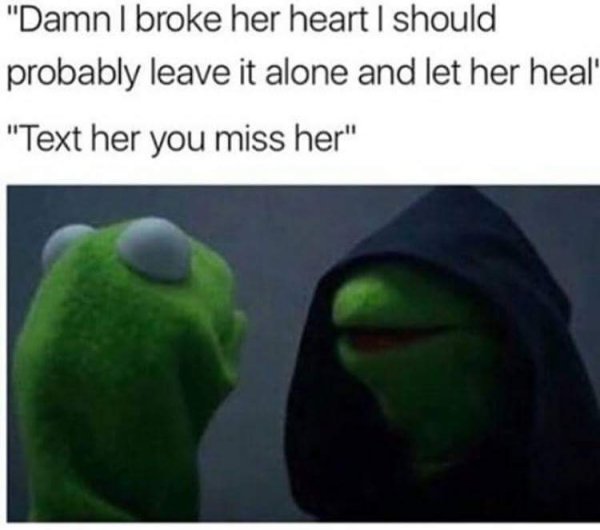 "Damn I broke her heart I should
probably leave it alone and let her heal'
"Text her you miss her"